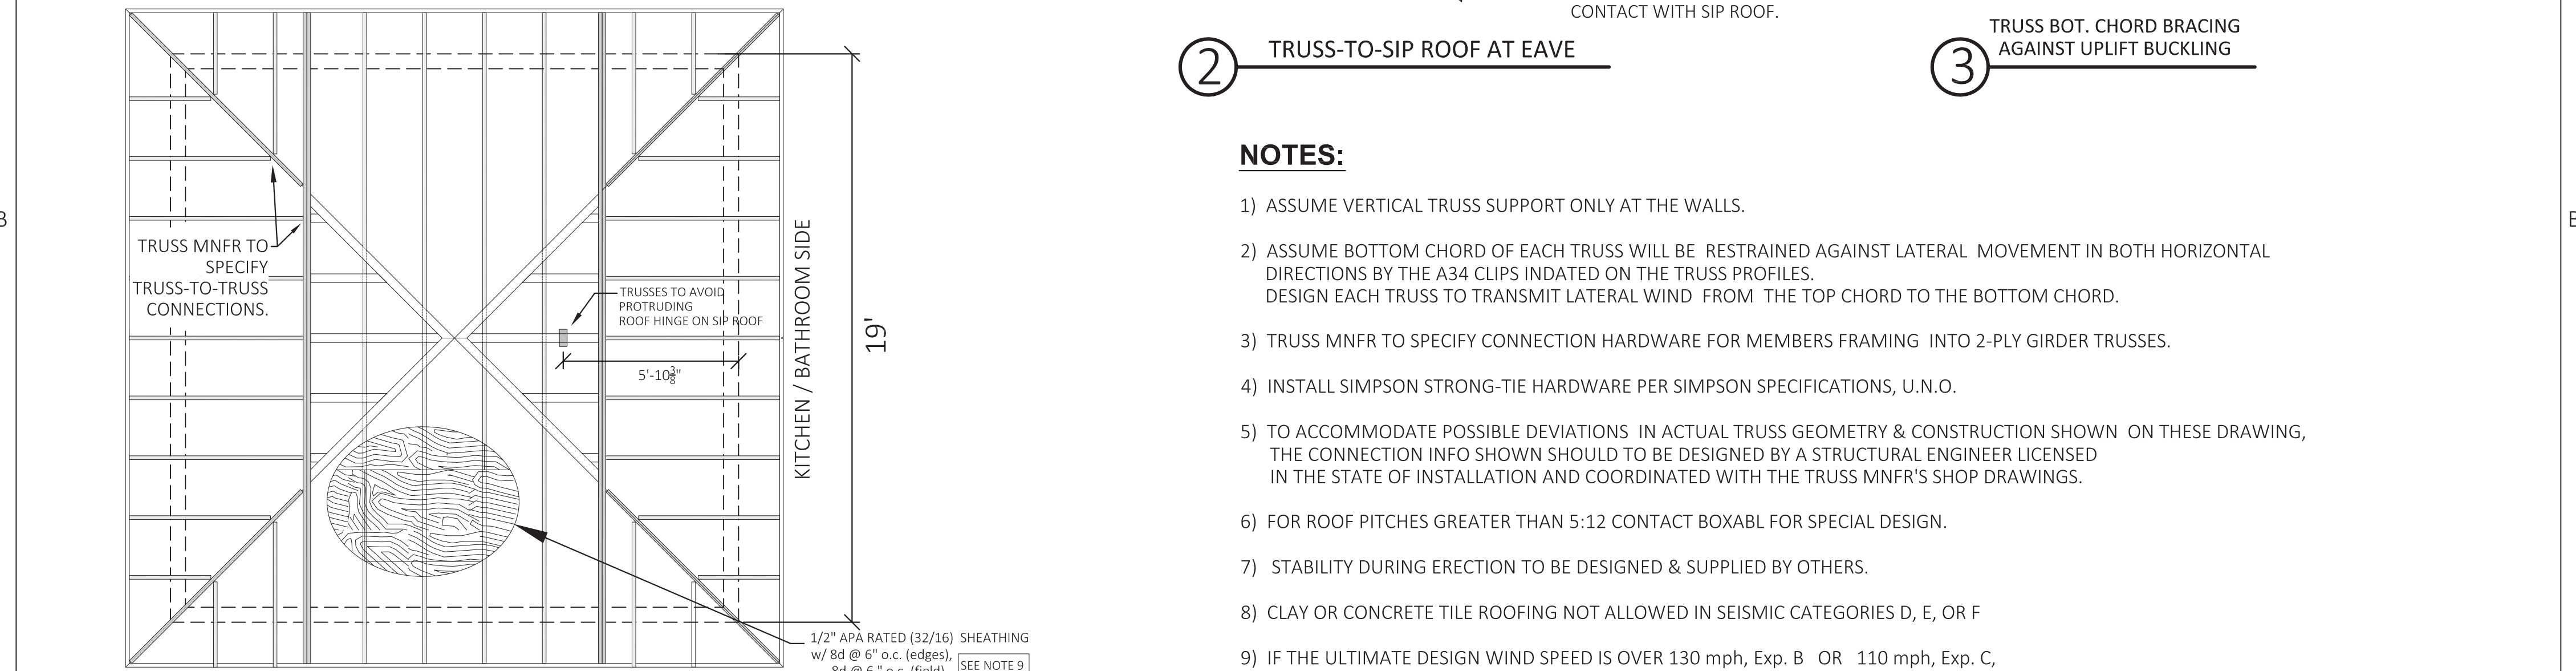 B
TRUSS MNFR TO
SPECIFY
TRUSS-TO-TRUSS
CONNECTIONS.
TRUSSES TO AVOID
PROTRUDING
ROOF HINGE ON SIP ROOF
5'-10 3/8"
KITCHEN / BATHROOM SIDE
19'
1/2" APA RATED (32/16) SHEATHING
w/ 8d @ 6" o.c. (edges),
8d @ 6 " o.c. (field)
SEE NOTE 9
CONTACT WITH SIP ROOF.
2 TRUSS-TO-SIP ROOF AT EAVE
3 TRUSS BOT. CHORD BRACING
AGAINST UPLIFT BUCKLING
NOTES:
1) ASSUME VERTICAL TRUSS SUPPORT ONLY AT THE WALLS.
2) ASSUME BOTTOM CHORD OF EACH TRUSS WILL BE RESTRAINED AGAINST LATERAL MOVEMENT IN BOTH HORIZONTAL
DIRECTIONS BY THE A34 CLIPS INDATED ON THE TRUSS PROFILES.
DESIGN EACH TRUSS TO TRANSMIT LATERAL WIND FROM THE TOP CHORD TO THE BOTTOM CHORD.
3) TRUSS MNFR TO SPECIFY CONNECTION HARDWARE FOR MEMBERS FRAMING INTO 2-PLY GIRDER TRUSSES.
4) INSTALL SIMPSON STRONG-TIE HARDWARE PER SIMPSON SPECIFICATIONS, U.N.O.
5) TO ACCOMMODATE POSSIBLE DEVIATIONS IN ACTUAL TRUSS GEOMETRY & CONSTRUCTION SHOWN ON THESE DRAWING,
THE CONNECTION INFO SHOWN SHOULD TO BE DESIGNED BY A STRUCTURAL ENGINEER LICENSED
IN THE STATE OF INSTALLATION AND COORDINATED WITH THE TRUSS MNFR'S SHOP DRAWINGS.
6) FOR ROOF PITCHES GREATER THAN 5:12 CONTACT BOXABL FOR SPECIAL DESIGN.
7) STABILITY DURING ERECTION TO BE DESIGNED & SUPPLIED BY OTHERS.
8) CLAY OR CONCRETE TILE ROOFING NOT ALLOWED IN SEISMIC CATEGORIES D, E, OR F
9) IF THE ULTIMATE DESIGN WIND SPEED IS OVER 130 mph, Exp. B OR 110 mph, Exp. C,